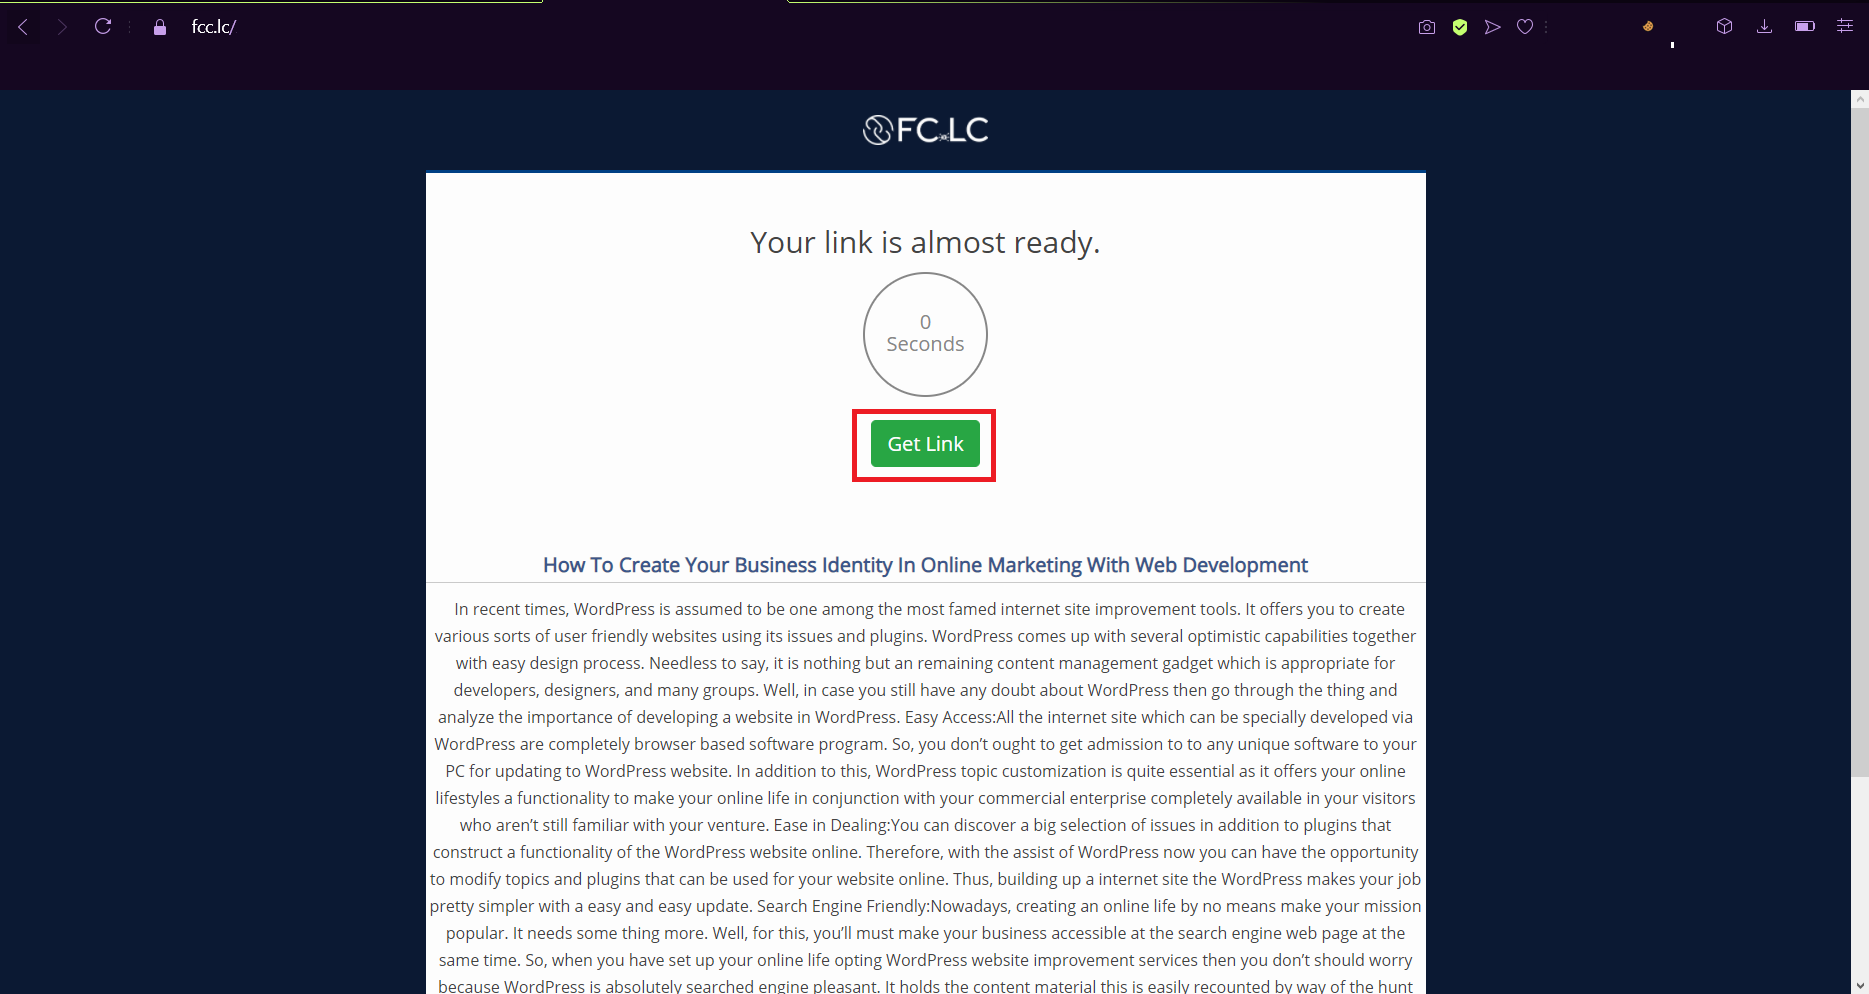 fcc.lc/
FC.LC
Your link is almost ready.
0
Seconds
Get Link
How To Create Your Business Identity In Online Marketing With Web Development
In recent times, WordPress is assumed to be one among the most famed internet site improvement tools. It offers you to create
various sorts of user friendly websites using its issues and plugins. WordPress comes up with several optimistic capabilities together
with easy design process. Needless to say, it is nothing but an remaining content management gadget which is appropriate for
developers, designers, and many groups. Well, in case you still have any doubt about WordPress then go through the thing and
analyze the importance of developing a website in WordPress. Easy Access:All the internet site which can be specially developed via
WordPress are completely browser based software program. So, you don’t ought to get admission to to any unique software to your
PC for updating to WordPress website. In addition to this, WordPress topic customization is quite essential as it offers your online
lifestyles a functionality to make your online life in conjunction with your commercial enterprise completely available in your visitors
who aren’t still familiar with your venture. Ease in Dealing:You can discover a big selection of issues in addition to plugins that
construct a functionality of the WordPress website online. Therefore, with the assist of WordPress now you can have the opportunity
to modify topics and plugins that can be used for your website online. Thus, building up a internet site the WordPress makes your job
pretty simpler with a easy and easy update. Search Engine Friendly:Nowadays, creating an online life by no means make your mission
popular. It needs some thing more. Well, for this, you’ll must make your business accessible at the search engine web page at the
same time. So, when you have set up your online life opting WordPress website improvement services then you don’t should worry
because WordPress is absolutely searched engine pleasant. It holds the content material this is easily recounted by way of the hunt